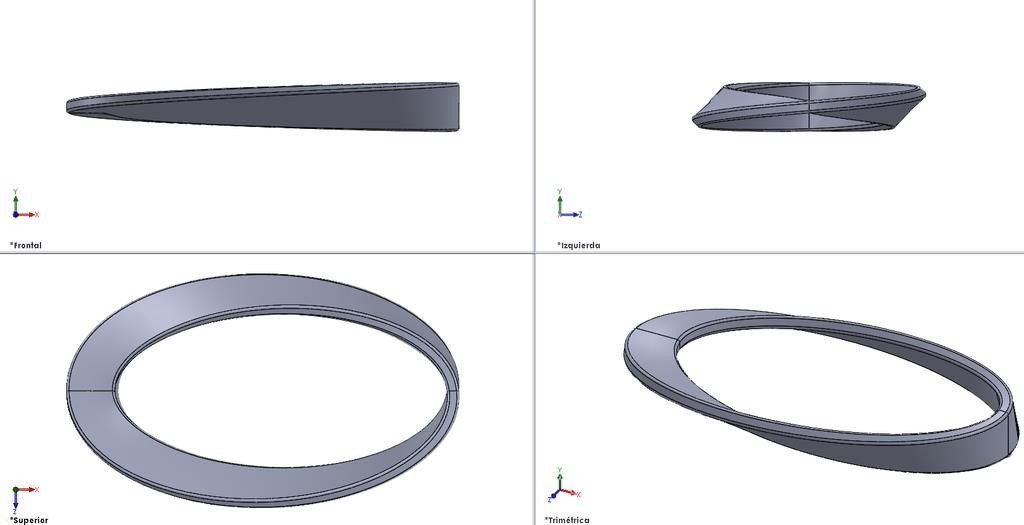 Y
X
*Frontal
Y
Z
*Izquierda
X
Z
*Superior
Y
Z
X
*Trimétrica